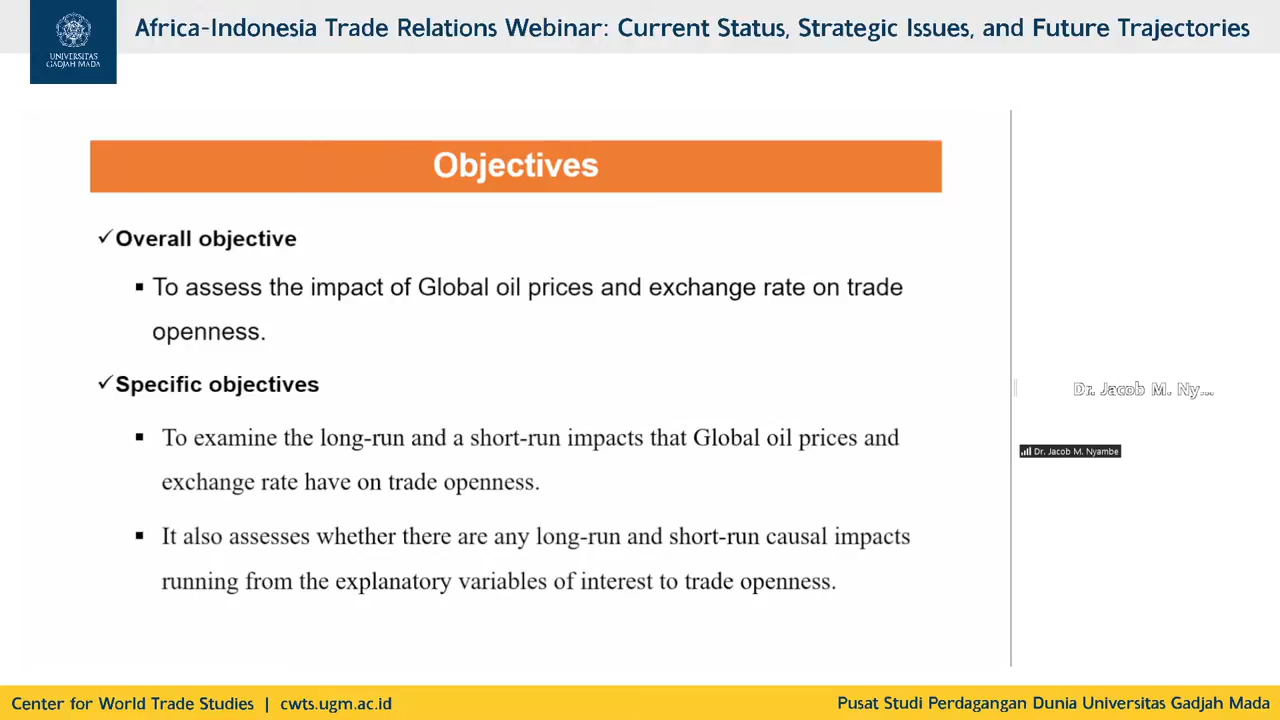 UNIVERSITAS
GADJAH MADA
Africa-Indonesia Trade Relations Webinar: Current Status, Strategic Issues, and Future Trajectories
Objectives
✓Overall objective
▪ To assess the impact of Global oil prices and exchange rate on trade
openness.
✓Specific objectives
▪ To examine the long-run and a short-run impacts that Global oil prices and
exchange rate have on trade openness.
▪ It also assesses whether there are any long-run and short-run causal impacts
running from the explanatory variables of interest to trade openness.
Dr. Jacob M. Ny...
Dr. Jacob M. Nyambe
Center for World Trade Studies | cwts.ugm.ac.id
Pusat Studi Perdagangan Dunia Universitas Gadjah Mada